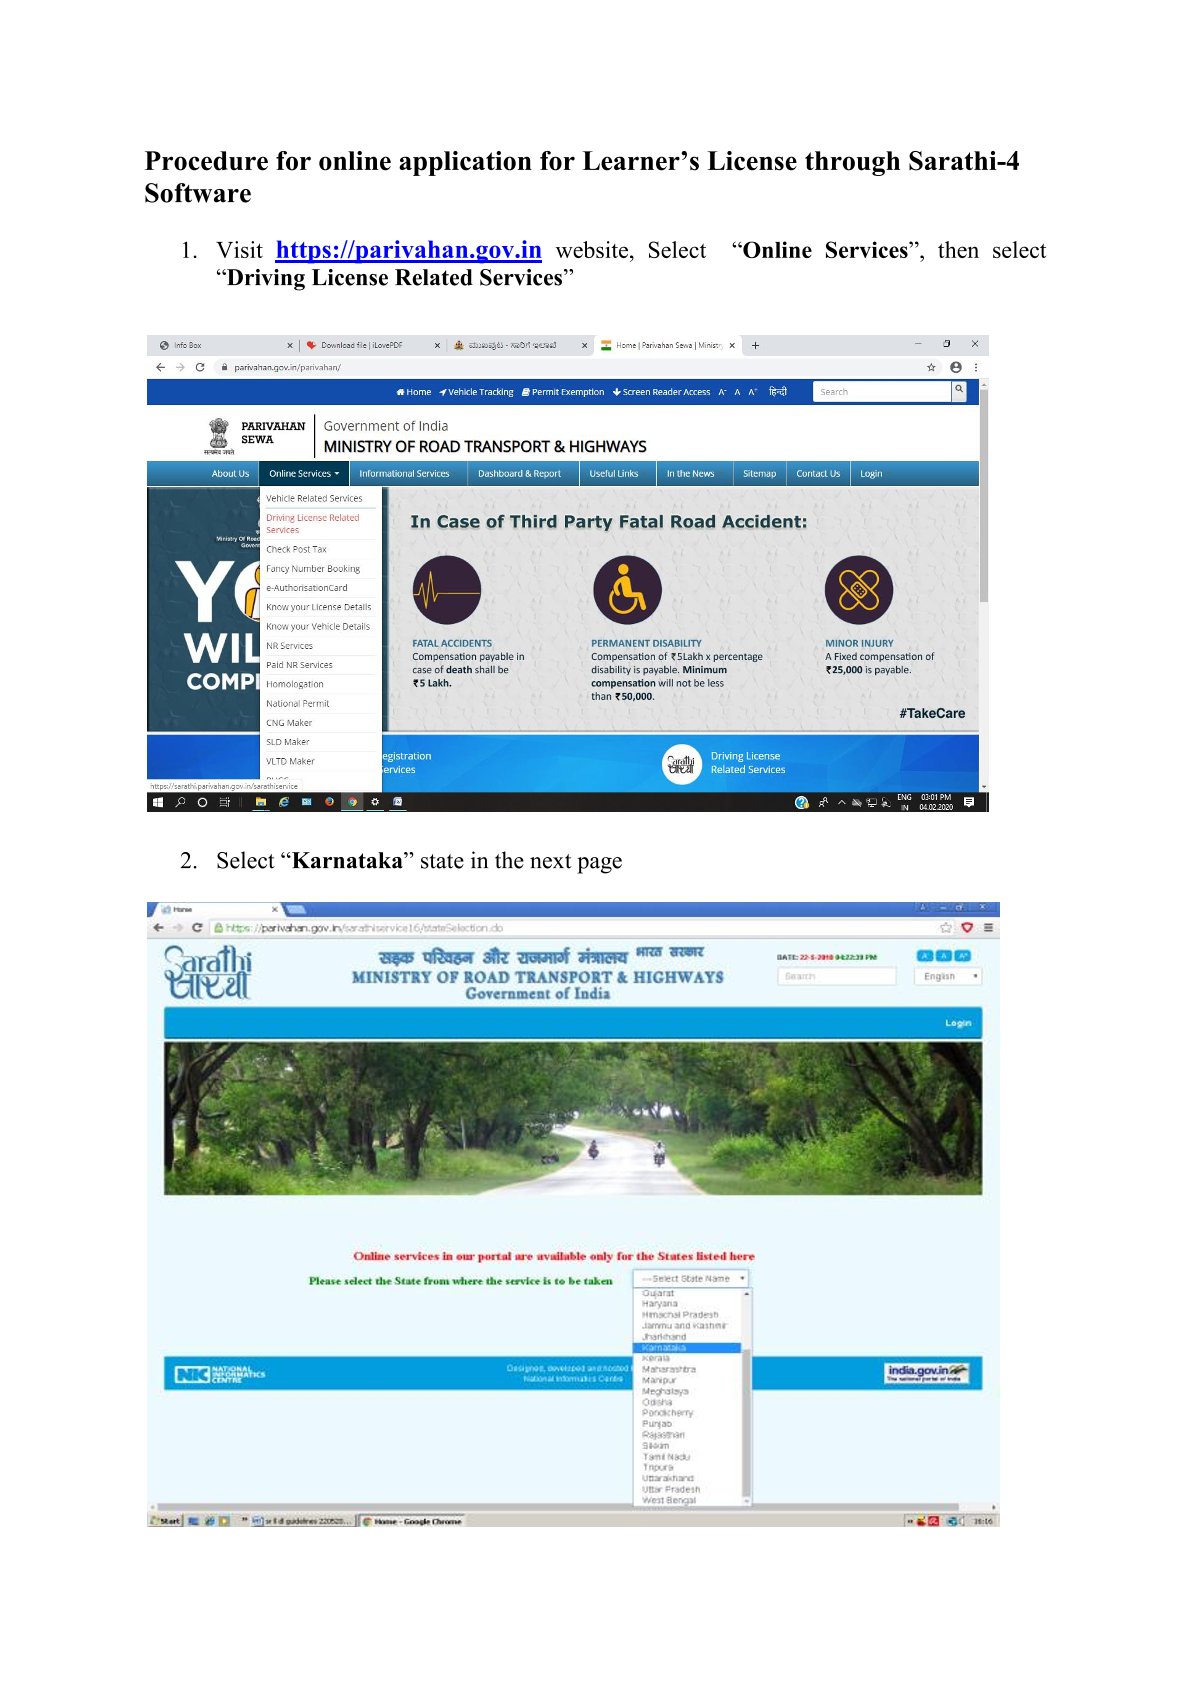 Procedure for online application for Learner’s License through Sarathi-4
Software
1. Visit https://parivahan.gov.in website, Select “Online Services”, then select
“Driving License Related Services”
Info Box
Download file | iLovePDF
ಮುಖಪುಟ - ಸಾರಿಗೆ ಇಲಾಖೆ
Home | Parivahan Sewa | Ministr
parivahan.gov.in/parivahan/
Home Vehicle Tracking Permit Exemption Screen Reader Access A- A A+ हिन्दी Search
PARIVAHAN
SEWA
सत्यमेव जयते
Government of India
MINISTRY OF ROAD TRANSPORT & HIGHWAYS
About Us Online Services Informational Services Dashboard & Report Useful Links In the News Sitemap Contact Us Login
Vehicle Related Services
Driving License Related
Services
Check Post Tax
Fancy Number Booking
e-AuthorisationCard
Know your License Details
Know your Vehicle Details
NR Services
Paid NR Services
Homologation
National Permit
CNG Maker
SLD Maker
VLTD Maker
Ministry Of Road
Govern
YO
WIL
COMP
In Case of Third Party Fatal Road Accident:
FATAL ACCIDENTS
Compensation payable in
case of death shall be
₹5 Lakh.
PERMANENT DISABILITY
Compensation of ₹5Lakh x percentage
disability is payable. Minimum
compensation will not be less
than ₹50,000.
MINOR INJURY
A Fixed compensation of
₹25,000 is payable.
#TakeCare
egistration
ervices
Sarathi
सारथी
Driving License
Related Services
https://sarathi.parivahan.gov.in/sarathiservice
ENG
IN
03:01 PM
04.02.2020
2. Select “Karnataka” state in the next page
Home
https://parivahan.gov.in/sarathiservice16/stateSelection.do
Sarathi
सारथी
सड़क परिवहन और राजमार्ग मंत्रालय भारत सरकार
MINISTRY OF ROAD TRANSPORT & HIGHWAYS
Government of India
DATE: 22-5-2018 04:22:39 PM
A- A A+
Search
English
Login
Online services in our portal are available only for the States listed here
Please select the State from where the service is to be taken
---Select State Name
Gujarat
Haryana
Himachal Pradesh
Jammu and Kashmir
Jharkhand
Karnataka
Kerala
Maharashtra
Manipur
Meghalaya
Odisha
Pondicherry
Punjab
Rajasthan
Sikkim
Tamil Nadu
Tripura
Uttarakhand
Uttar Pradesh
West Bengal
NIC NATIONAL
INFORMATICS
CENTRE
Designed, developed and hosted
National Informatics Centre
india.gov.in
The national portal of India
Start
Home - Google Chrome
16:16